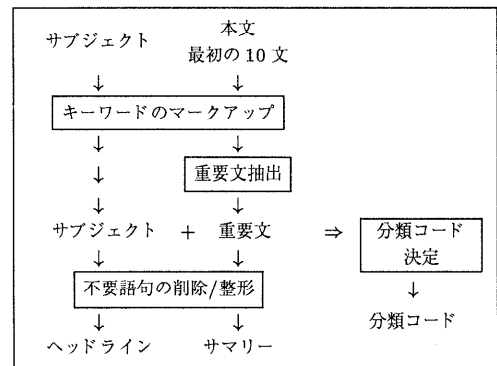 サブジェクト
本文
最初の10文
↓ ↓
キーワードのマークアップ
↓ ↓
↓ 重要文抽出
↓ ↓
サブジェクト + 重要文 ⇒ 分類コード
決定
不要語句の削除/整形 ↓
↓ ↓ 分類コード
ヘッドライン サマリー